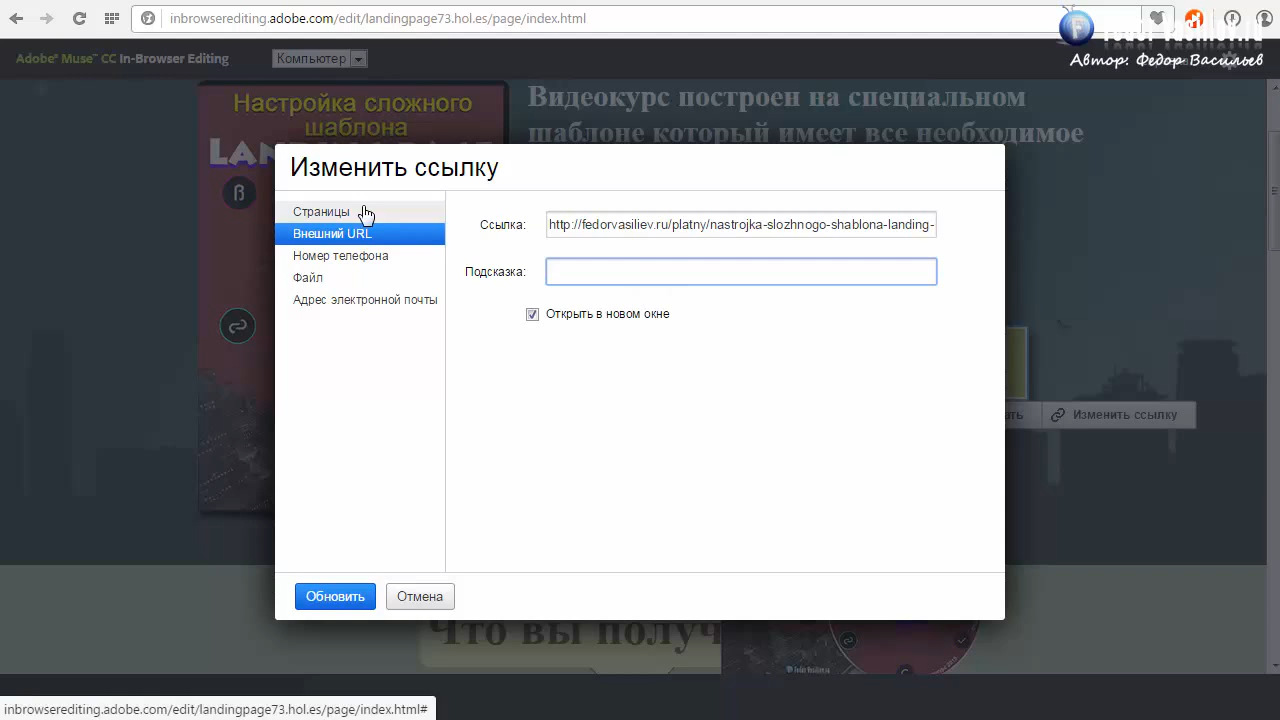 inbrowserediting.adobe.com/edit/landingpage73.hol.es/page/index.html
Adobe® Muse™ CC In-Browser Editing
Компьютер
Автор: Федор Васильев
Настройка сложного
шаблона
Видеокурс построен на специальном
шаблоне который имеет все необходимое
Изменить ссылку
Страницы
Внешний URL
Номер телефона
Файл
Адрес электронной почты
Ссылка:
http://fedorvasiliev.ru/platny/nastrojka-slozhnogo-shablona-landing-
Подсказка:
Открыть в новом окне
Изменить ссылку
Обновить
Отмена
Что вы получ
inbrowserediting.adobe.com/edit/landingpage73.hol.es/page/index.html#